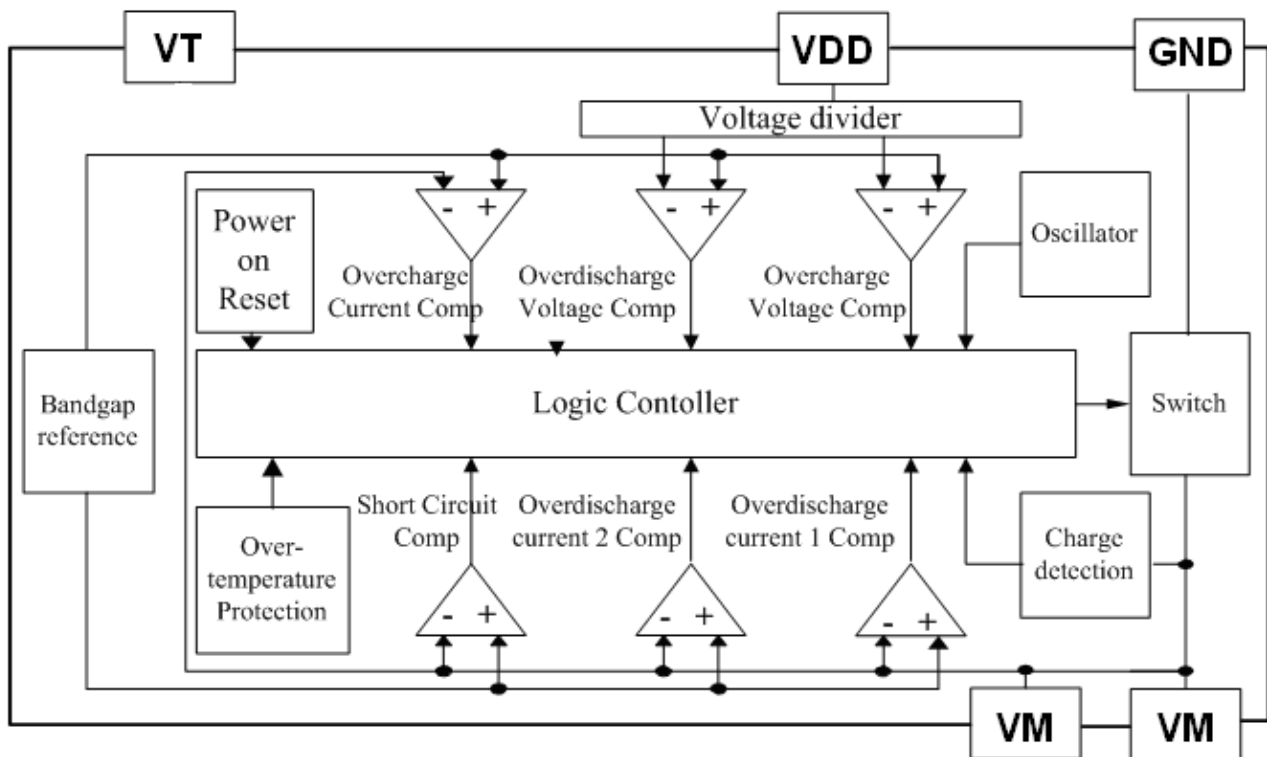 VT
VDD
GND
Voltage divider
- +
- +
- +
Power
on
Reset
Oscillator
Overcharge
Current Comp
Overdischarge
Voltage Comp
Overcharge
Voltage Comp
Bandgap
reference
Logic Contoller
Switch
Short Circuit
Comp
Overdischarge
current 2 Comp
Overdischarge
current 1 Comp
Over-
temperature
Protection
Charge
detection
- +
- +
- +
VM
VM